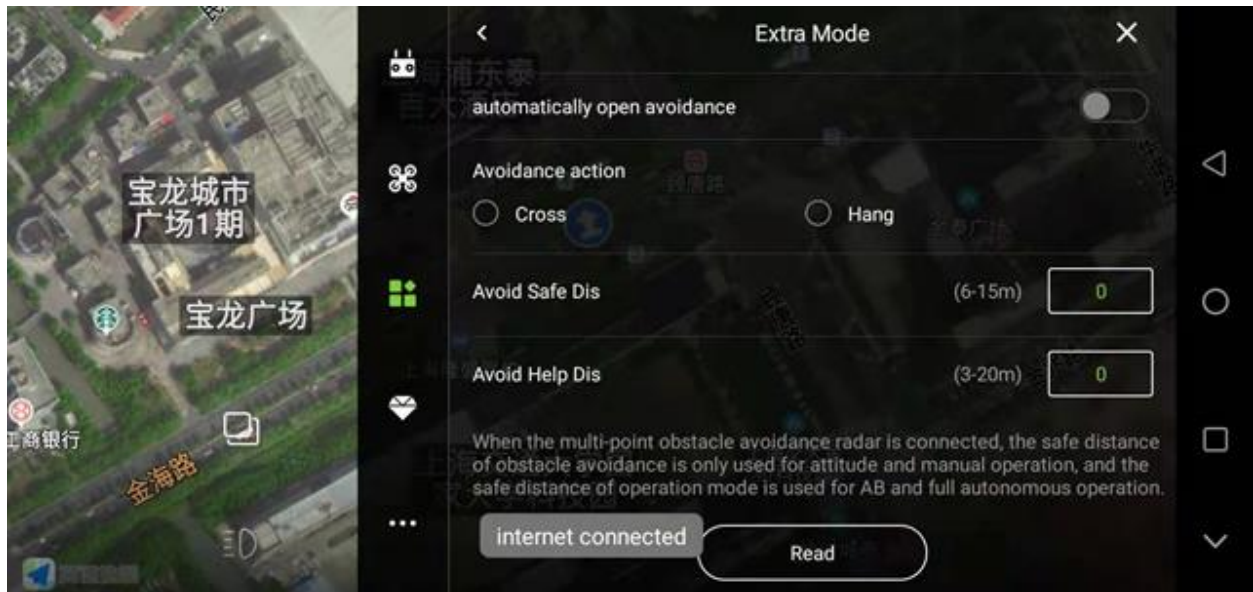 宝龙城市
广场1期
宝龙广场
工商银行
金海路
Extra Mode
automatically open avoidance
Avoidance action
Cross
Hang
Avoid Safe Dis
(6-15m)
0
Avoid Help Dis
(3-20m)
0
When the multi-point obstacle avoidance radar is connected, the safe distance
of obstacle avoidance is only used for attitude and manual operation, and the
safe distance of operation mode is used for AB and full autonomous operation.
internet connected
Read